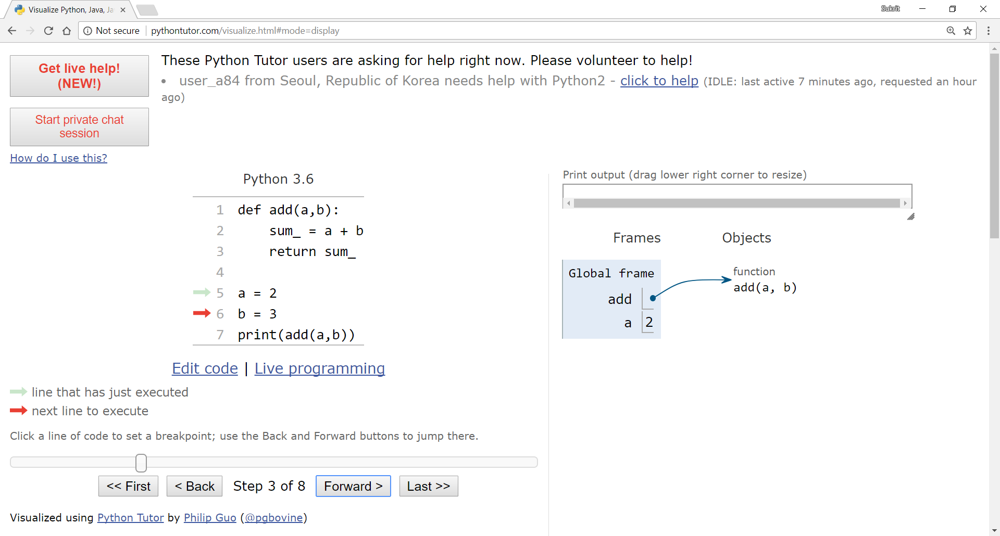 Visualize Python, Java, Ja
Sukrit
Not secure pythontutor.com/visualize.html#mode=display
Get live help!
(NEW!)
These Python Tutor users are asking for help right now. Please volunteer to help!
• user_a84 from Seoul, Republic of Korea needs help with Python2 - click to help (IDLE: last active 7 minutes ago, requested an hour
ago)
Start private chat
session
How do I use this?
Python 3.6
1 def add(a,b):
2     sum_ = a + b
3     return sum_
4
5 a = 2
6 b = 3
7 print(add(a,b))
Edit code | Live programming
line that has just executed
next line to execute
Click a line of code to set a breakpoint; use the Back and Forward buttons to jump there.
<< First < Back Step 3 of 8 Forward > Last >>
Visualized using Python Tutor by Philip Guo (@pgbovine)
Print output (drag lower right corner to resize)
Frames Objects
Global frame
add
a 2
function
add(a, b)